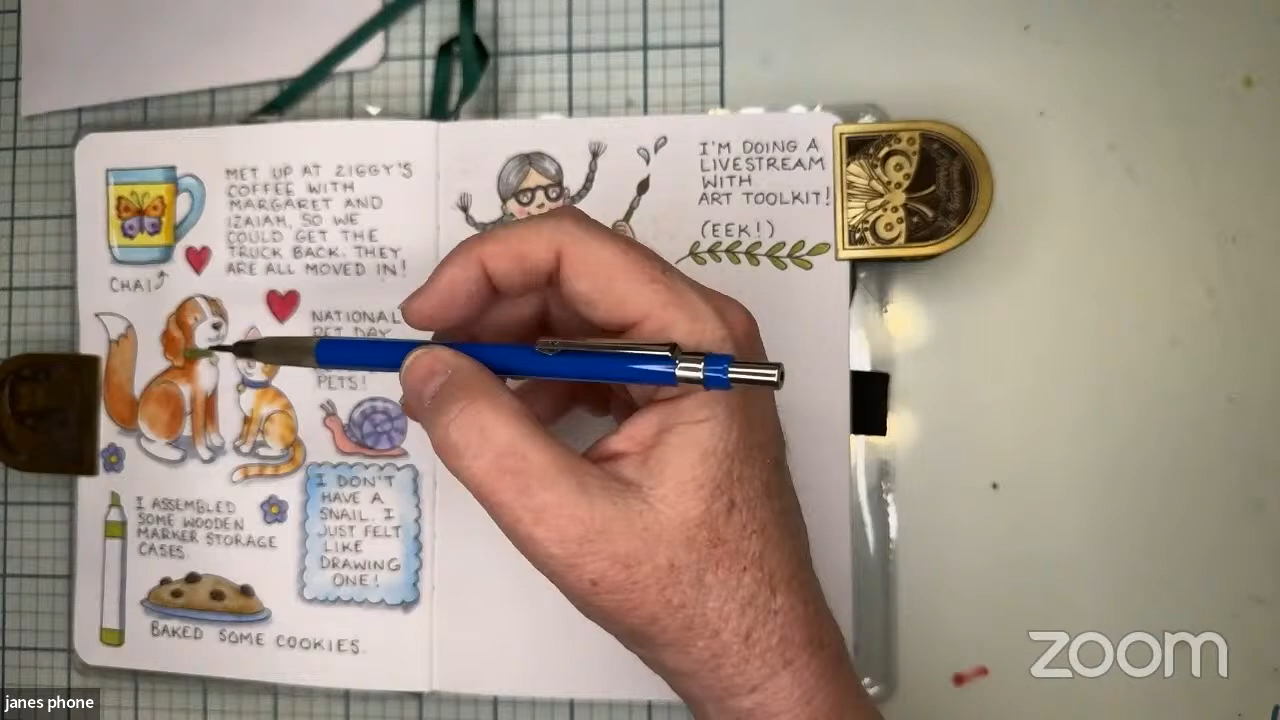 MET UP AT ZIGGY'S
COFFEE WITH
MARGARET AND
IZAIAH, SO WE
COULD GET THE
TRUCK BACK. THEY
ARE ALL MOVED IN!
CHAI
NATIONAL
PET DAY
PETS!
I DON'T
HAVE A
SNAIL. I
JUST FELT
LIKE
DRAWING
ONE!
I ASSEMBLED
SOME WOODEN
MARKER STORAGE
CASES.
BAKED SOME COOKIES.
I'M DOING A
LIVESTREAM
WITH
ART TOOLKIT!
(EEK!)
zoom
janes phone